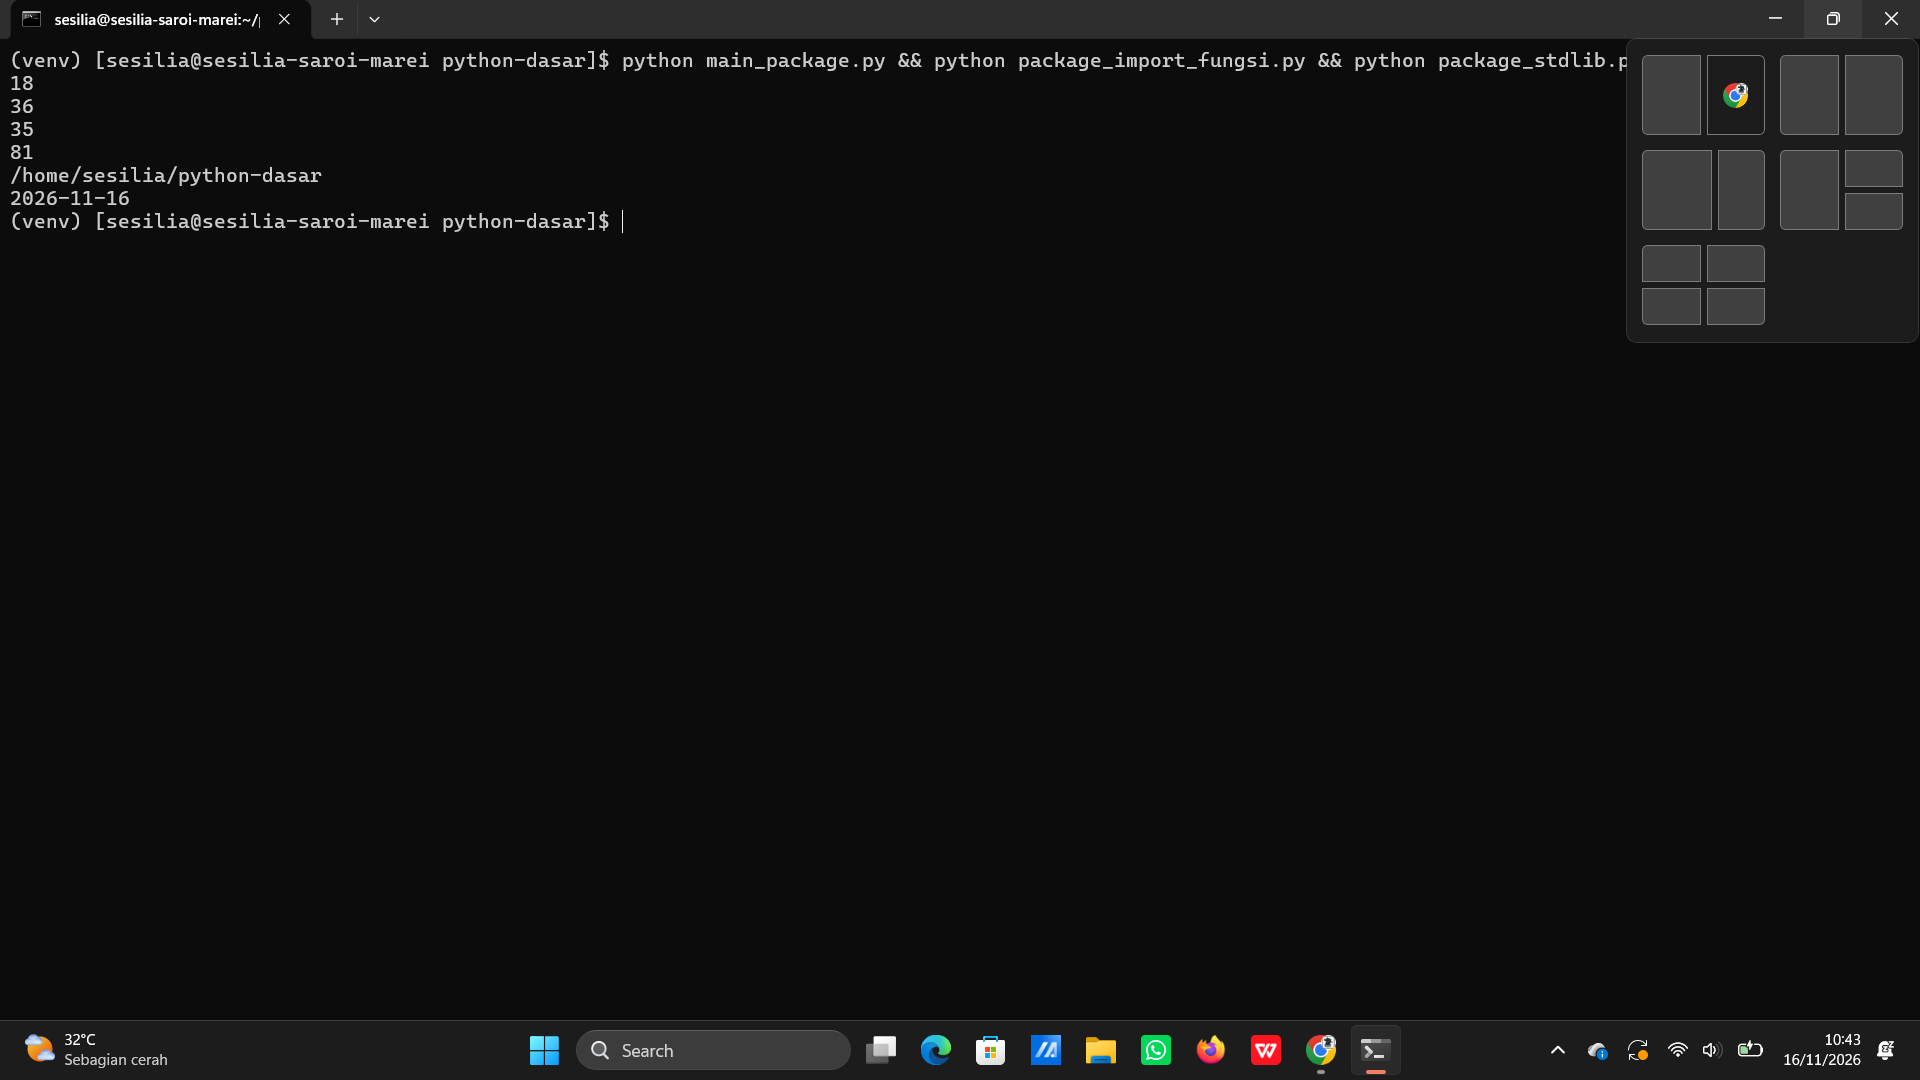 sesilia@sesilia-saroi-marei:~/
(venv) [sesilia@sesilia-saroi-marei python-dasar]$ python main_package.py && python package_import_fungsi.py && python package_stdlib.p
18
36
35
81
/home/sesilia/python-dasar
2026-11-16
(venv) [sesilia@sesilia-saroi-marei python-dasar]$
32°C
Sebagian cerah
Search
10:43
16/11/2026